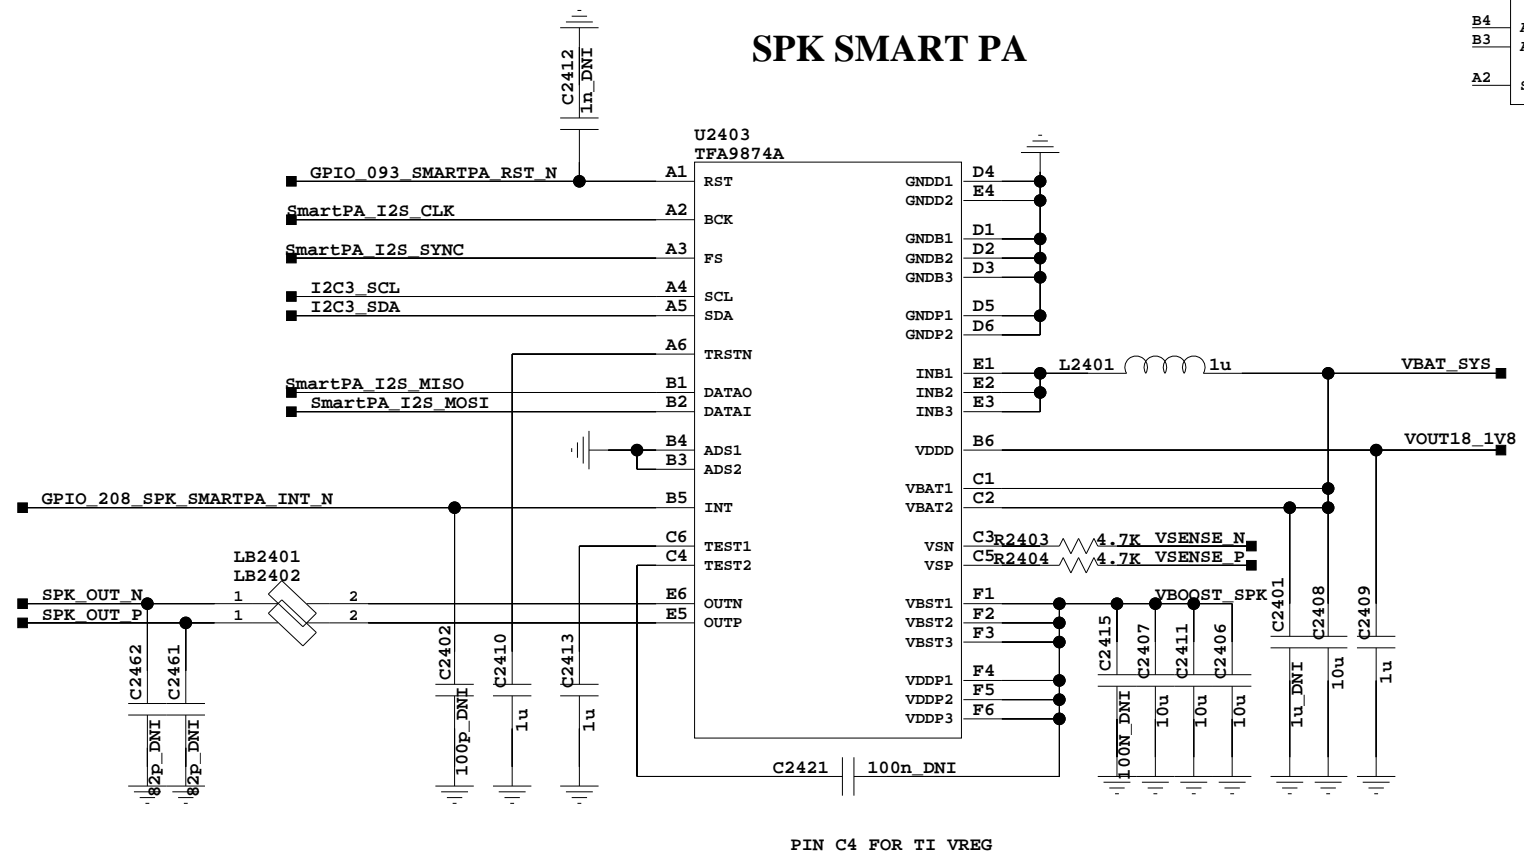 SPK SMART PA
B4
B3
A2
C2412
1n_DNI
U2403
TFA9874A
GPIO_093_SMARTPA_RST_N
A1
RST
SmartPA_I2S_CLK
A2
BCK
SmartPA_I2S_SYNC
A3
FS
I2C3_SCL
A4
SCL
I2C3_SDA
A5
SDA
A6
TRSTN
SmartPA_I2S_MISO
B1
DATAO
SmartPA_I2S_MOSI
B2
DATAI
B4
ADS1
B3
ADS2
GPIO_208_SPK_SMARTPA_INT_N
B5
INT
C6
TEST1
C4
TEST2
LB2401
LB2402
SPK_OUT_N
1
2
E6
OUTN
SPK_OUT_P
1
2
E5
OUTP
GNDD1
D4
GNDD2
E4
GNDB1
D1
GNDB2
D2
GNDB3
D3
GNDP1
D5
GNDP2
D6
INB1
E1
L2401
1u
VBAT_SYS
INB2
E2
INB3
E3
VDDD
B6
VOUT18_1V8
VBAT1
C1
VBAT2
C2
VSN
C3
R2403
4.7K
VSENSE_N
VSP
C5
R2404
4.7K
VSENSE_P
VBST1
F1
VBOOST_SPK
VBST2
F2
VBST3
F3
VDDP1
F4
VDDP2
F5
VDDP3
F6
C2462
82p_DNI
C2461
82p_DNI
C2402
100p_DNI
C2410
1u
C2413
1u
C2415
100N_DNI
C2407
10u
C2411
10u
C2406
10u
C2401
1u_DNI
C2408
10u
C2409
1u
C2421
100n_DNI
PIN C4 FOR TI VREG